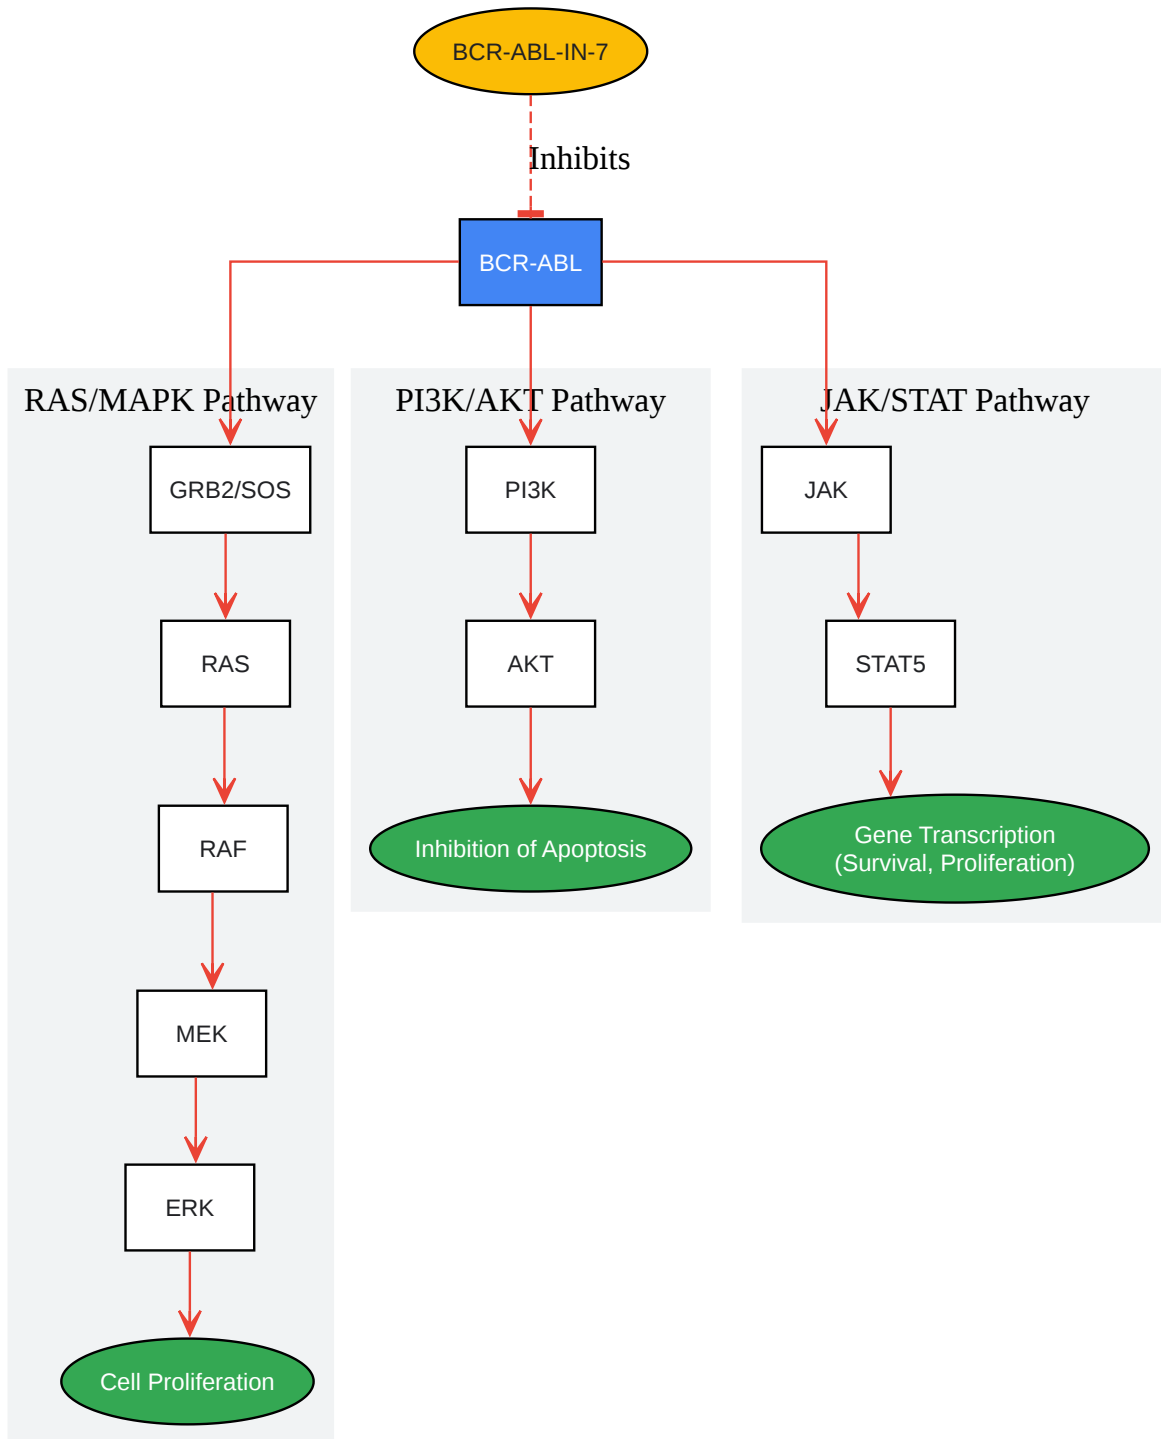 BCR-ABL-IN-7
Inhibits
BCR-ABL
RAS/MAPK Pathway
GRB2/SOS
RAS
RAF
MEK
ERK
Cell Proliferation
PI3K/AKT Pathway
PI3K
AKT
Inhibition of Apoptosis
JAK/STAT Pathway
JAK
STAT5
Gene Transcription
(Survival, Proliferation)